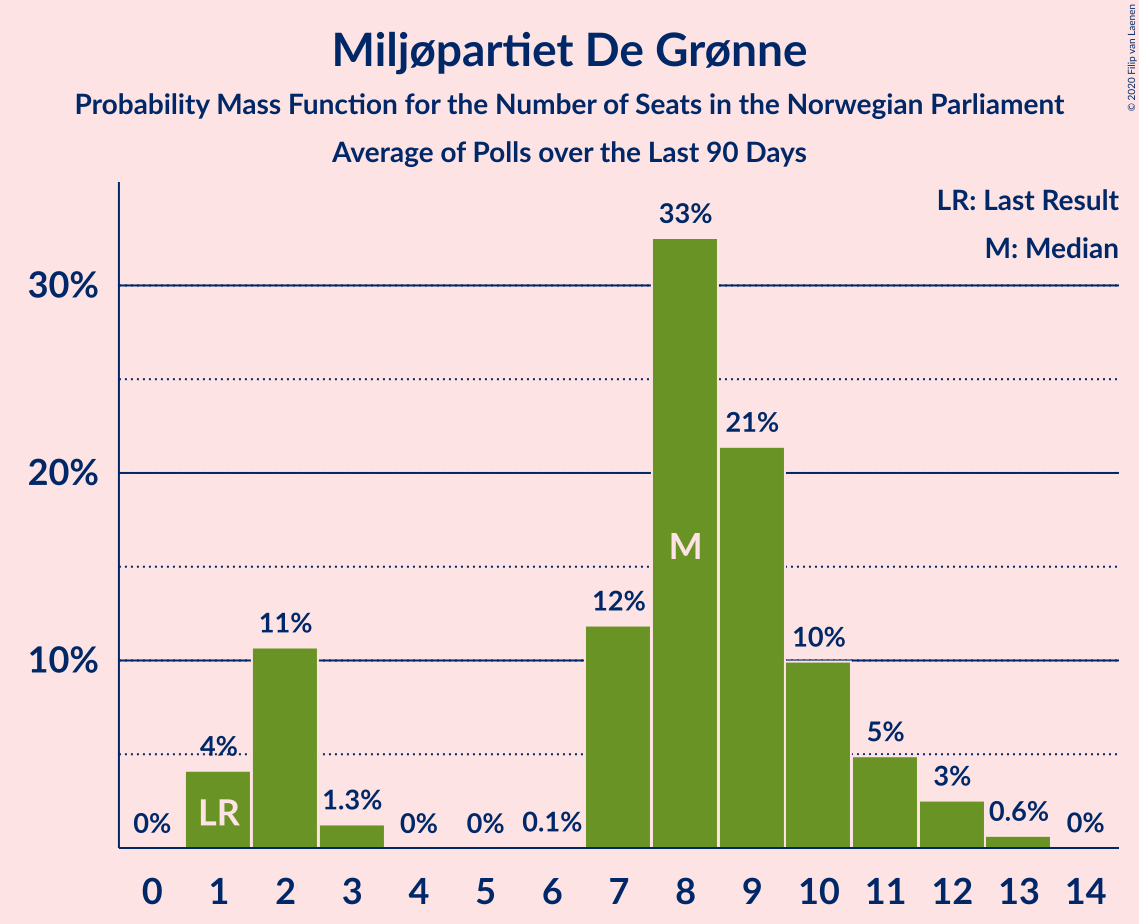 Miljøpartiet De Grønne
Probability Mass Function for the Number of Seats in the Norwegian Parliament
Average of Polls over the Last 90 Days
© 2020 Filip van Laenen
LR: Last Result
M: Median
30%
20%
10%
0%
4%
11%
1.3%
0%
0%
0.1%
12%
33%
21%
10%
5%
3%
0.6%
0%
LR
M
0 1 2 3 4 5 6 7 8 9 10 11 12 13 14